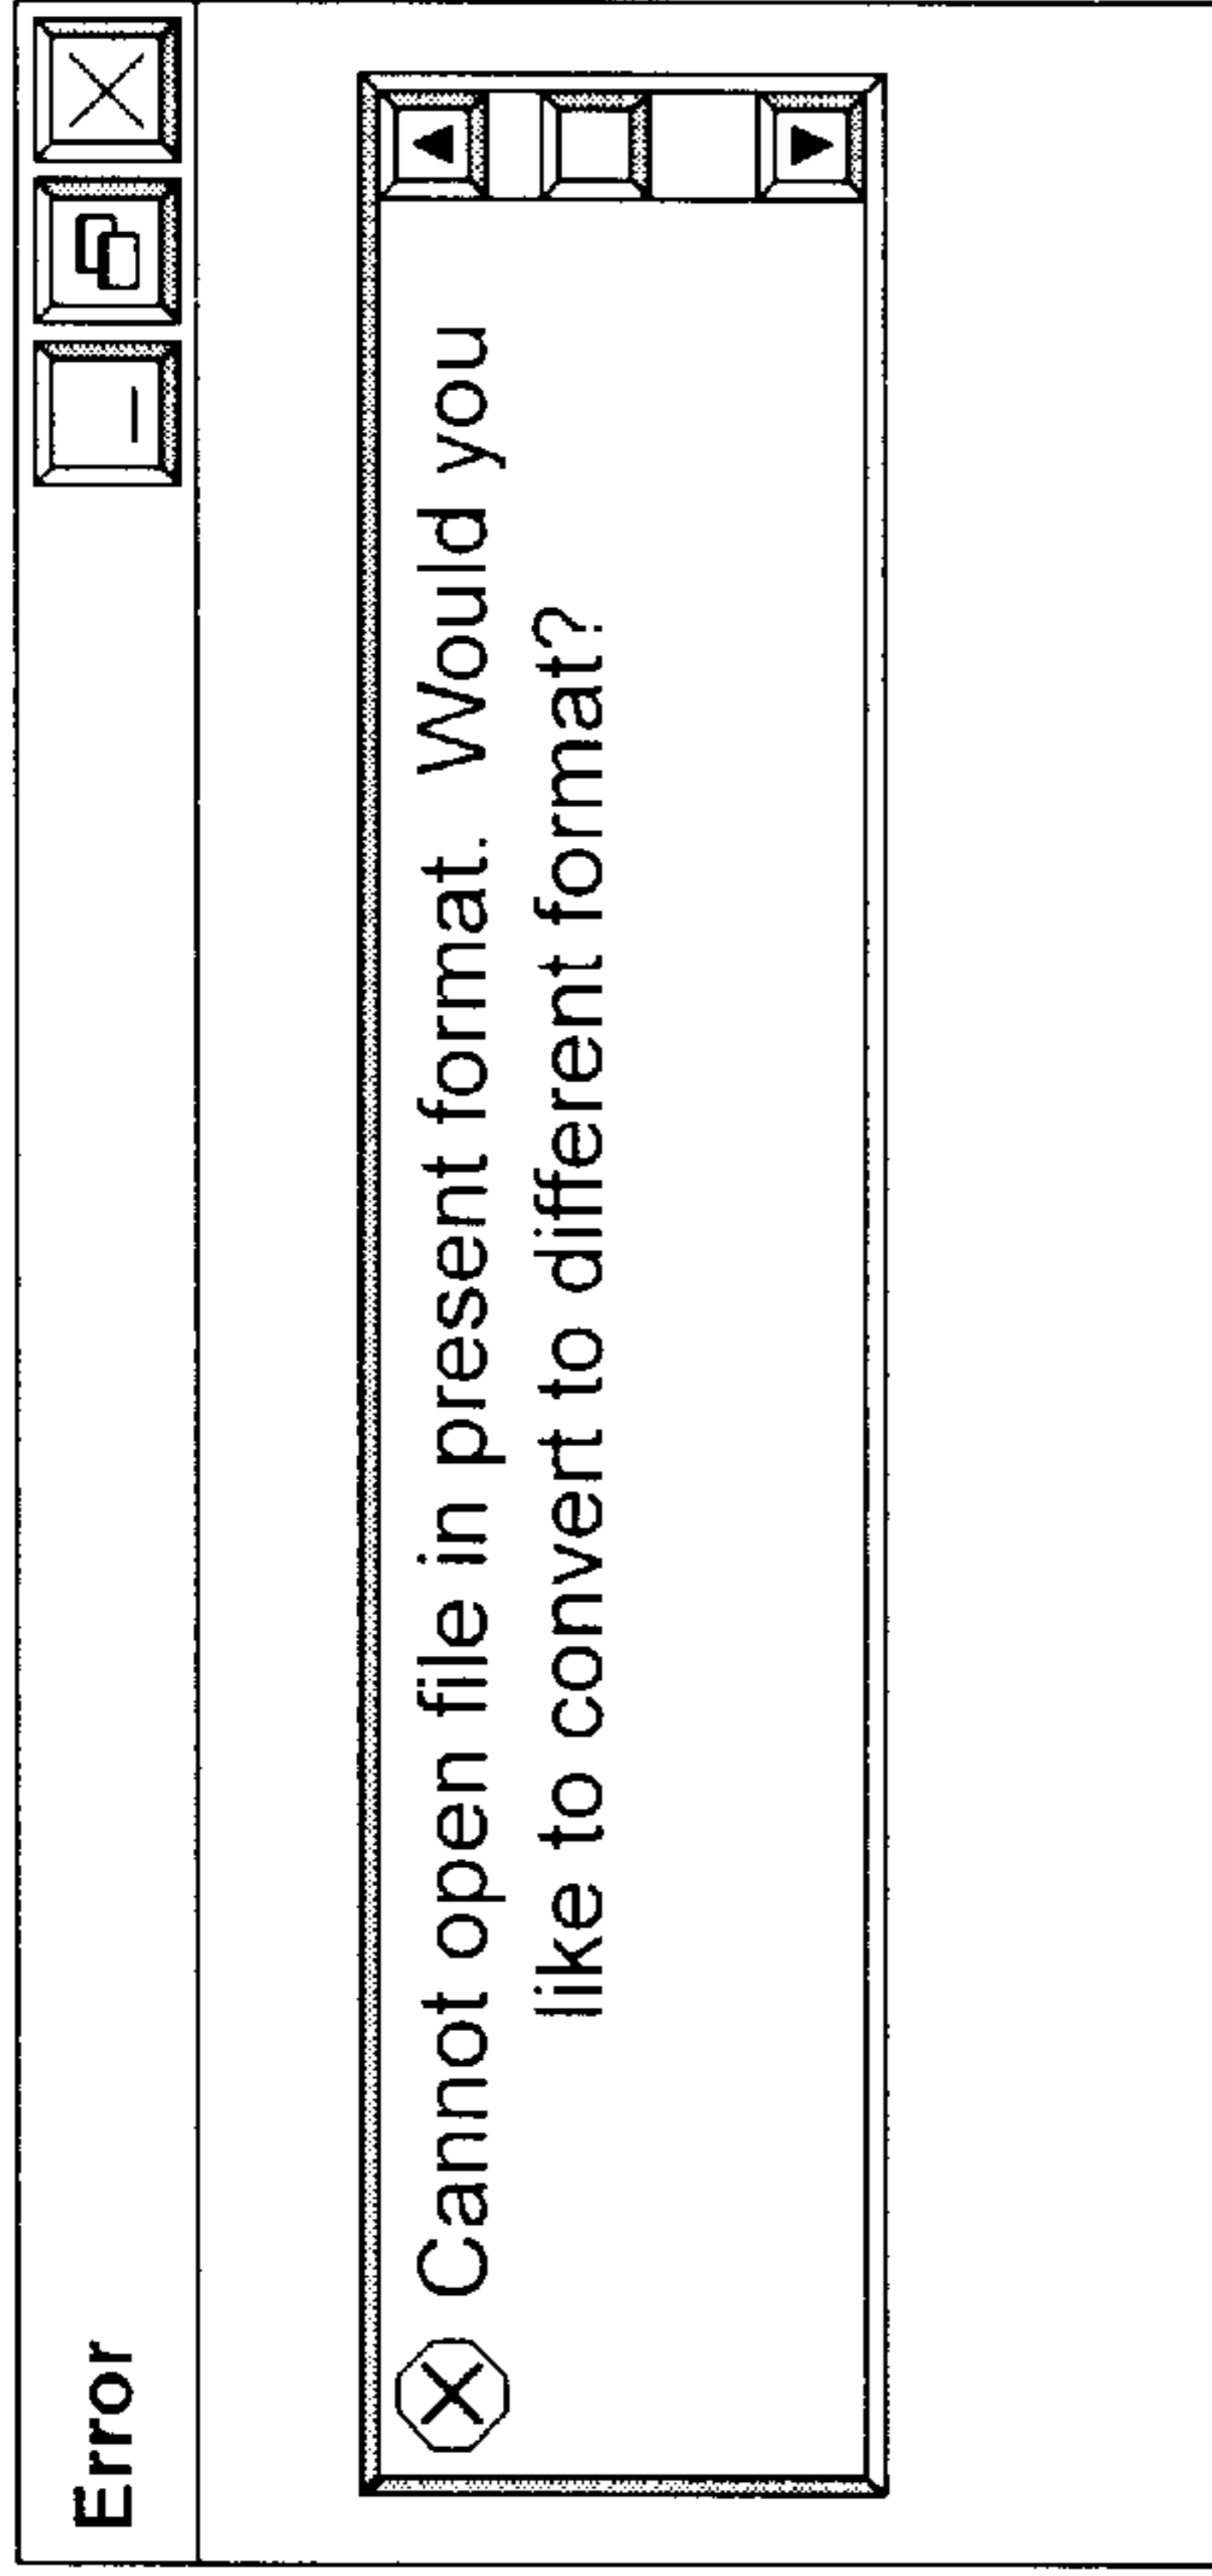 Error
Cannot open file in present format.  Would you
like to convert to different format?